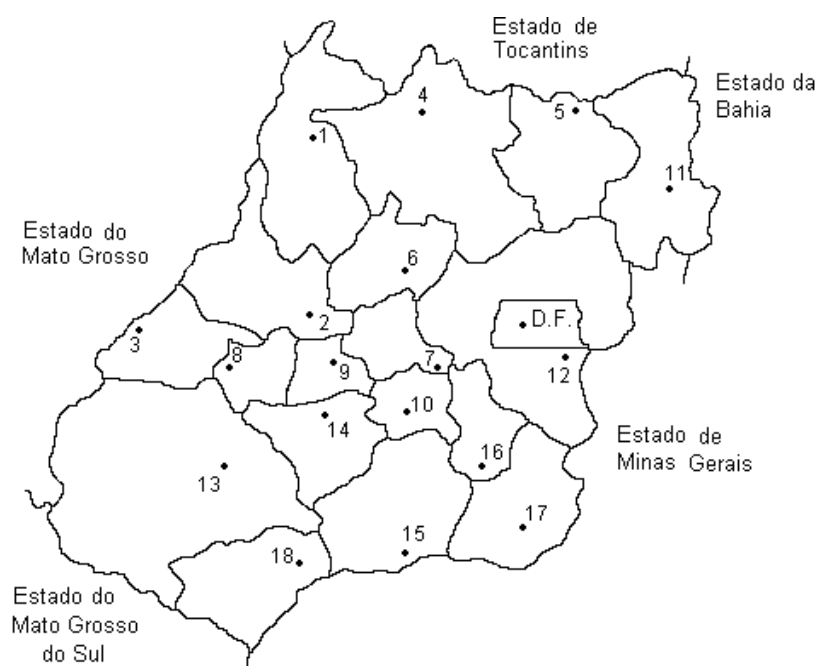 Estado de
Tocantins
Estado da
Bahia
4
5
1
11
Estado do
Mato Grosso
6
2
D.F.
3
8
9
7
12
10
14
Estado de
Minas Gerais
16
13
17
15
18
Estado do
Mato Grosso
do Sul